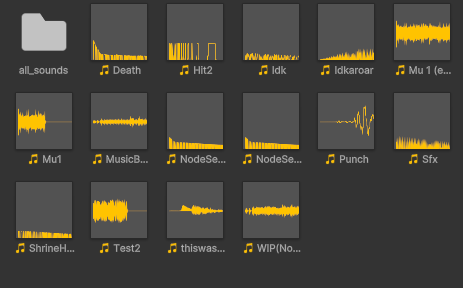 all_sounds Death Hit2 Idk Idkaroar Mu 1 (e...
Mu1 MusicB... NodeSe... NodeSe... Punch Sfx
ShrineH... Test2 thiswas... WIP(No...